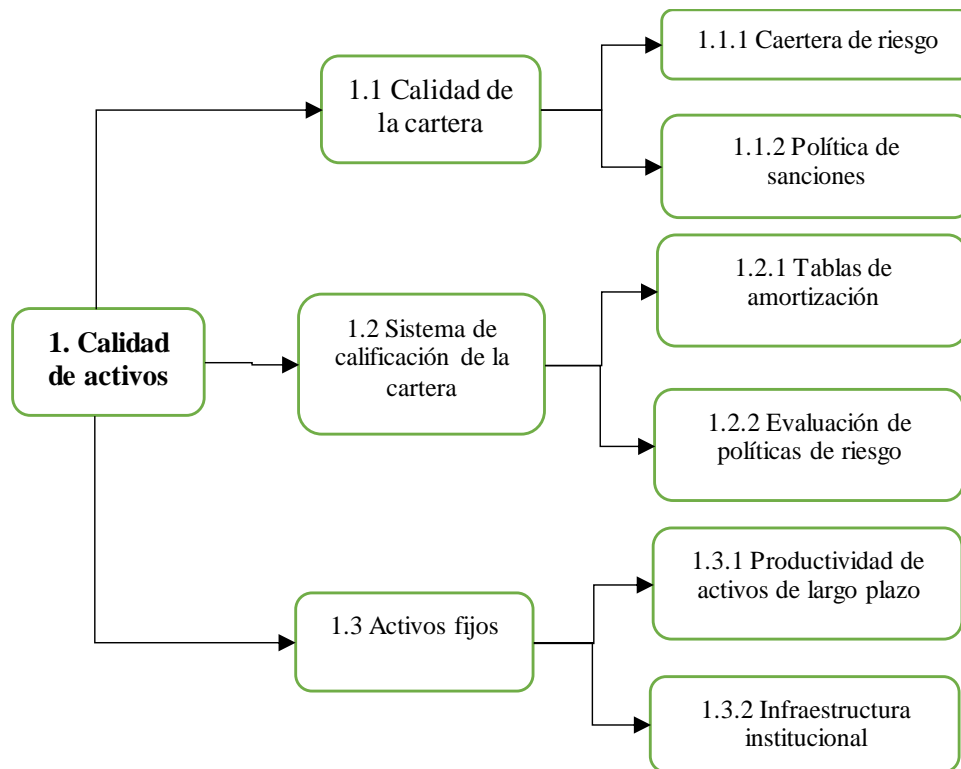 1. Calidad
de activos
1.1 Calidad de
la cartera
1.1.1 Caertera de riesgo
1.1.2 Política de
sanciones
1.2 Sistema de
calificación de la
cartera
1.2.1 Tablas de
amortización
1.2.2 Evaluación de
políticas de riesgo
1.3 Activos fijos
1.3.1 Productividad de
activos de largo plazo
1.3.2 Infraestructura
institucional